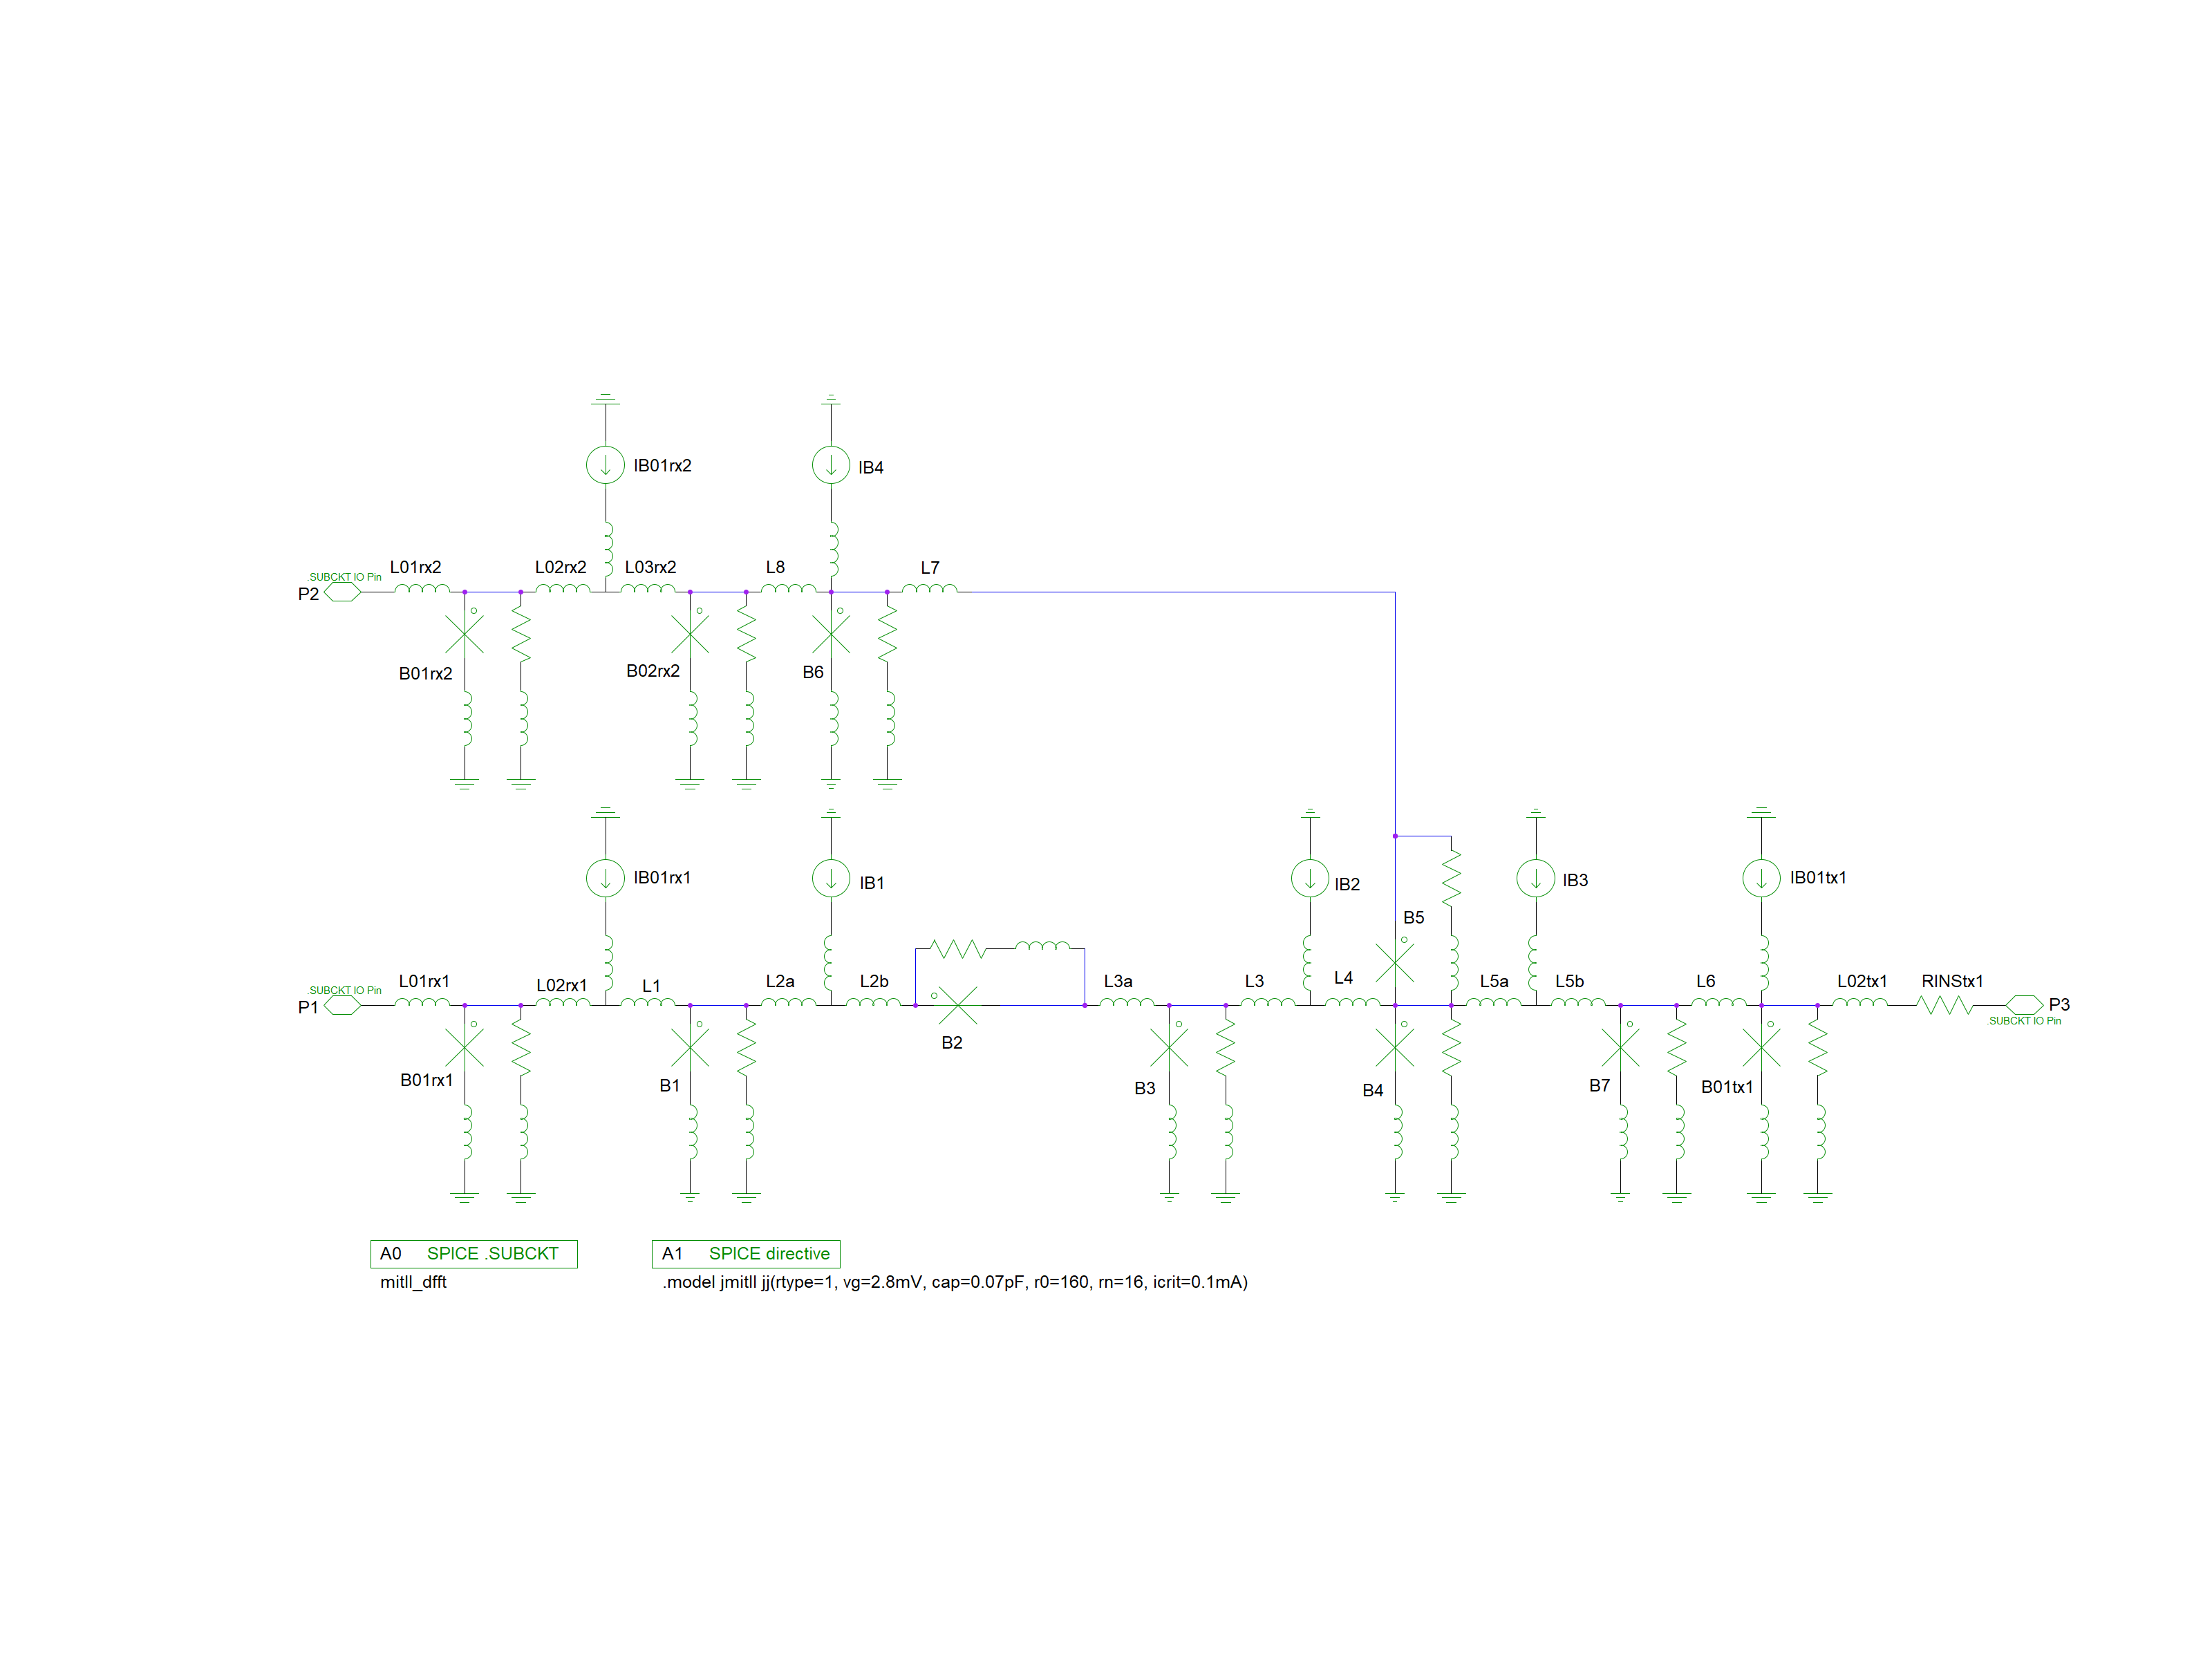 IB01rx2
IB4
L01rx2
L02rx2
L03rx2
L8
L7
.SUBCKT IO Pin
P2
B01rx2
B02rx2
B6
IB01rx1
IB1
IB2
IB3
IB01tx1
B5
L01rx1
L02rx1
L1
L2a
L2b
L3a
L3
L4
L5a
L5b
L6
L02tx1
RINStx1
.SUBCKT IO Pin
P1
P3
.SUBCKT IO Pin
B2
B01rx1
B1
B3
B4
B7
B01tx1
A0 SPICE .SUBCKT
mitll_dfft
A1 SPICE directive
.model jmitll jj(rtype=1, vg=2.8mV, cap=0.07pF, r0=160, rn=16, icrit=0.1mA)